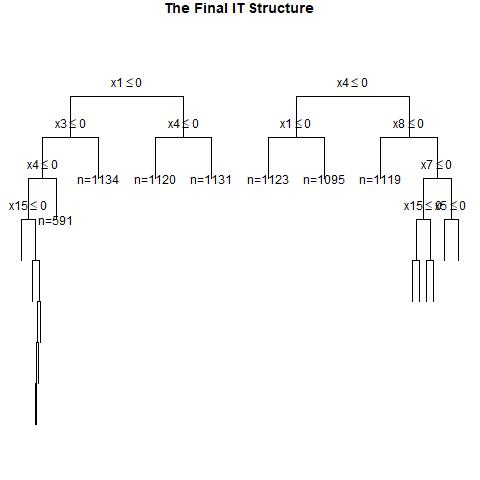 The Final IT Structure
x1 ≤ 0
x4 ≤ 0
x3 ≤ 0
x4 ≤ 0
x1 ≤ 0
x8 ≤ 0
x4 ≤ 0
n=1134
n=1120
n=1131
n=1123
n=1095
n=1119
x7 ≤ 0
x15 ≤ 0
n=591
x15 ≤ 0
x5 ≤ 0